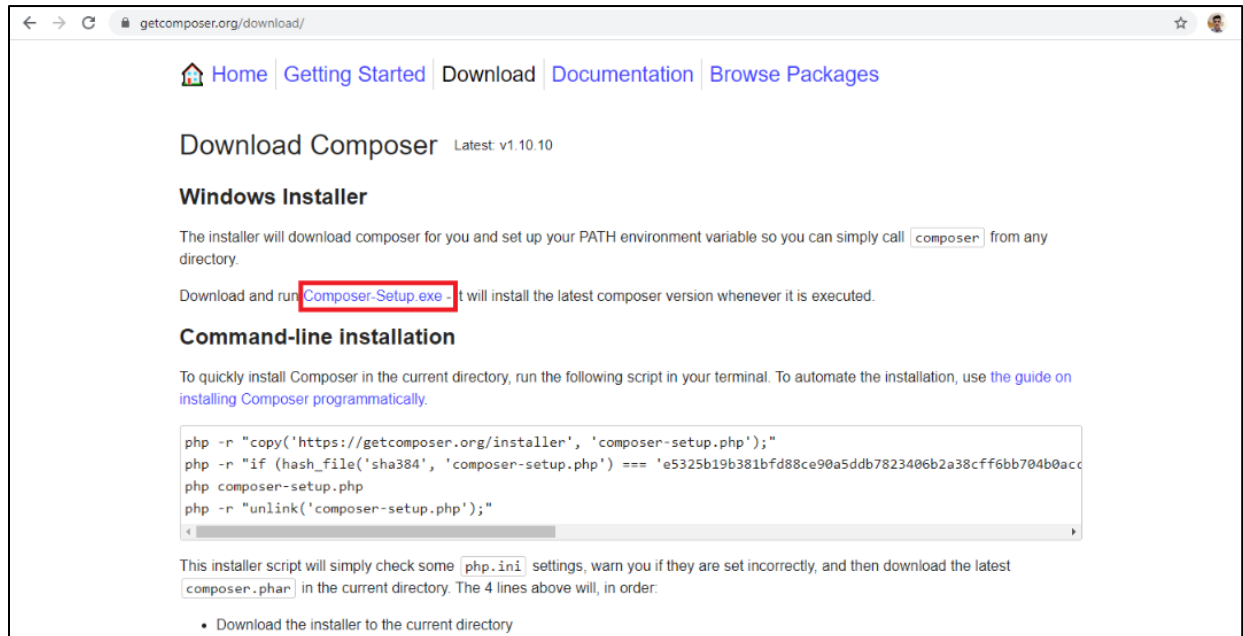 getcomposer.org/download/
Home Getting Started Download Documentation Browse Packages
Download Composer Latest: v1.10.10
Windows Installer
The installer will download composer for you and set up your PATH environment variable so you can simply call composer from any
directory.
Download and run Composer-Setup.exe - it will install the latest composer version whenever it is executed.
Command-line installation
To quickly install Composer in the current directory, run the following script in your terminal. To automate the installation, use the guide on
installing Composer programmatically.
php -r "copy('https://getcomposer.org/installer', 'composer-setup.php');"
php -r "if (hash_file('sha384', 'composer-setup.php') === 'e5325b19b381bfd88ce90a5ddb7823406b2a38cff6bb704b0acc
php composer-setup.php
php -r "unlink('composer-setup.php');"
This installer script will simply check some php.ini settings, warn you if they are set incorrectly, and then download the latest
composer.phar in the current directory. The 4 lines above will, in order:
• Download the installer to the current directory